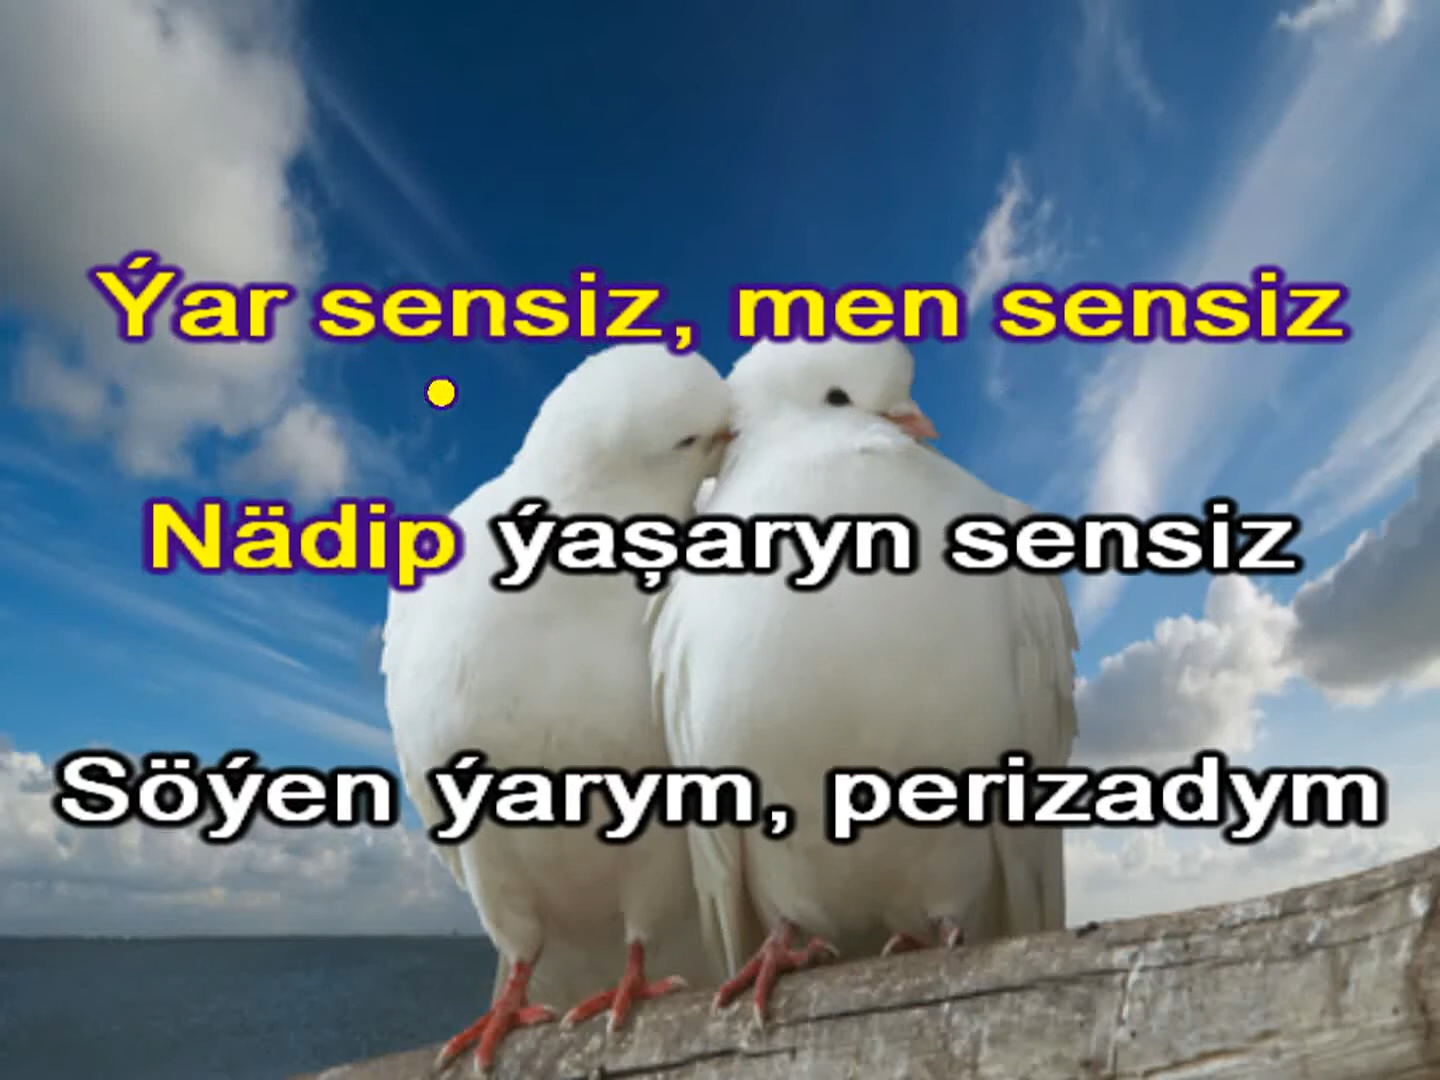 Ýar sensiz, men sensiz
Nädip ýaşaryn sensiz
Söýen ýarym, perizadym